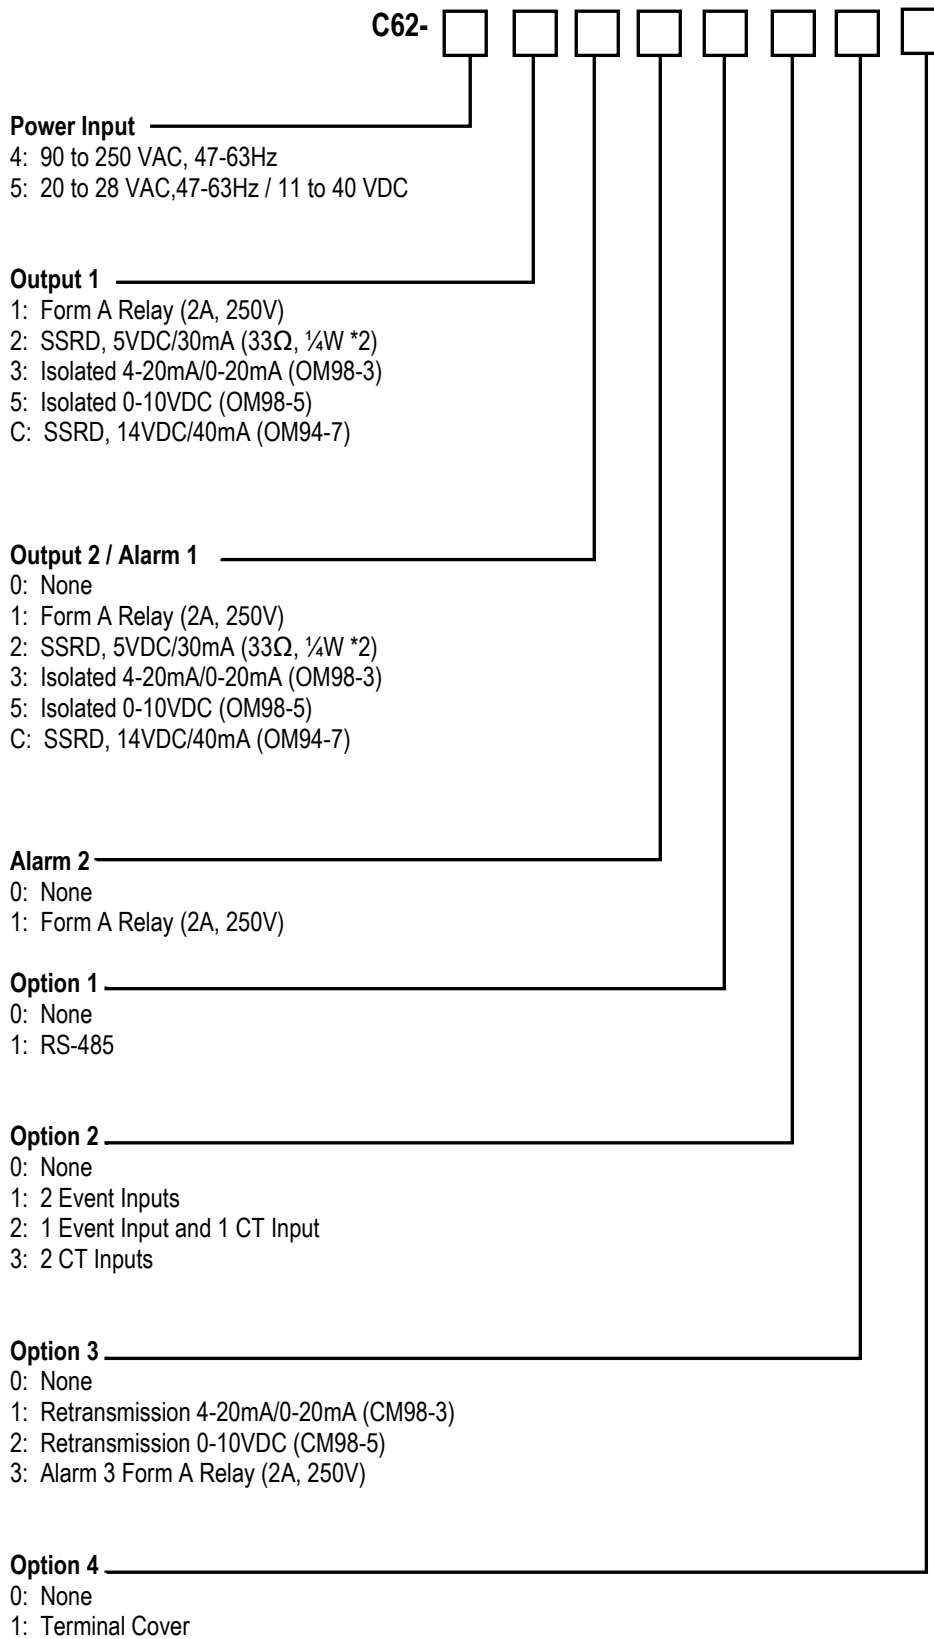 C62-
Power Input
4: 90 to 250 VAC, 47-63Hz
5: 20 to 28 VAC,47-63Hz / 11 to 40 VDC
Output 1
1: Form A Relay (2A, 250V)
2: SSRD, 5VDC/30mA (33Ω, ¼W *2)
3: Isolated 4-20mA/0-20mA (OM98-3)
5: Isolated 0-10VDC (OM98-5)
C: SSRD, 14VDC/40mA (OM94-7)
Output 2 / Alarm 1
0: None
1: Form A Relay (2A, 250V)
2: SSRD, 5VDC/30mA (33Ω, ¼W *2)
3: Isolated 4-20mA/0-20mA (OM98-3)
5: Isolated 0-10VDC (OM98-5)
C: SSRD, 14VDC/40mA (OM94-7)
Alarm 2
0: None
1: Form A Relay (2A, 250V)
Option 1
0: None
1: RS-485
Option 2
0: None
1: 2 Event Inputs
2: 1 Event Input and 1 CT Input
3: 2 CT Inputs
Option 3
0: None
1: Retransmission 4-20mA/0-20mA (CM98-3)
2: Retransmission 0-10VDC (CM98-5)
3: Alarm 3 Form A Relay (2A, 250V)
Option 4
0: None
1: Terminal Cover